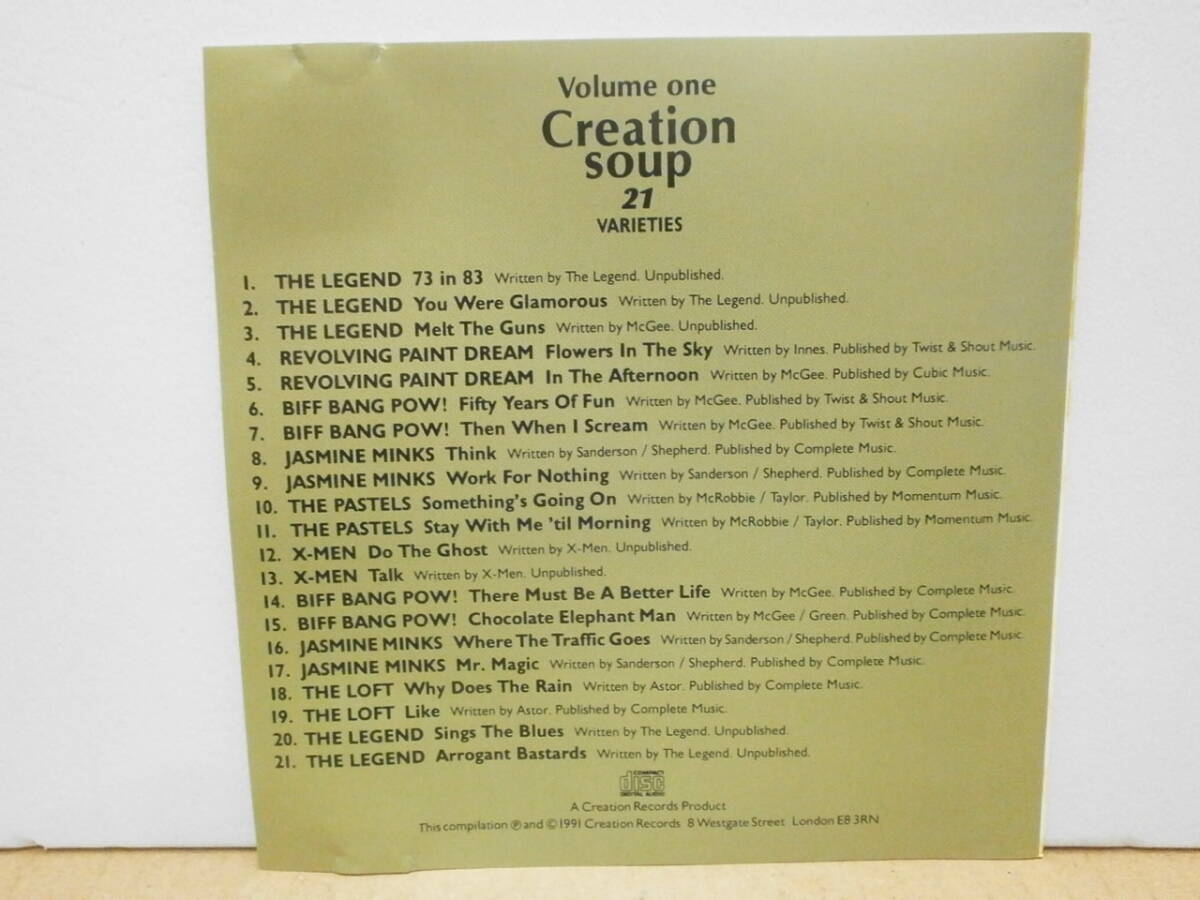 Volume one
Creation
soup
21
VARIETIES
1. THE LEGEND 73 in 83 Written by The Legend. Unpublished.
2. THE LEGEND You Were Glamorous Written by The Legend. Unpublished.
3. THE LEGEND Melt The Guns Written by McGee. Unpublished.
4. REVOLVING PAINT DREAM Flowers In The Sky Written by Innes. Published by Twist & Shout Music.
5. REVOLVING PAINT DREAM In The Afternoon Written by McGee. Published by Cubic Music.
6. BIFF BANG POW! Fifty Years Of Fun Written by McGee. Published by Twist & Shout Music.
7. BIFF BANG POW! Then When I Scream Written by McGee. Published by Twist & Shout Music.
8. JASMINE MINKS Think Written by Sanderson / Shepherd. Published by Complete Music.
9. JASMINE MINKS Work For Nothing Written by Sanderson / Shepherd. Published by Complete Music.
10. THE PASTELS Something's Going On Written by McRobbie / Taylor. Published by Momentum Music.
11. THE PASTELS Stay With Me 'til Morning Written by McRobbie / Taylor. Published by Momentum Music.
12. X-MEN Do The Ghost Written by X-Men. Unpublished.
13. X-MEN Talk Written by X-Men. Unpublished.
14. BIFF BANG POW! There Must Be A Better Life Written by McGee. Published by Complete Music.
15. BIFF BANG POW! Chocolate Elephant Man Written by McGee / Green. Published by Complete Music.
16. JASMINE MINKS Where The Traffic Goes Written by Sanderson / Shepherd. Published by Complete Music.
17. JASMINE MINKS Mr. Magic Written by Sanderson / Shepherd. Published by Complete Music.
18. THE LOFT Why Does The Rain Written by Astor. Published by Complete Music.
19. THE LOFT Like Written by Astor. Published by Complete Music.
20. THE LEGEND Sings The Blues Written by The Legend. Unpublished.
21. THE LEGEND Arrogant Bastards Written by The Legend. Unpublished.
COMPACT
disc
DIGITAL AUDIO
A Creation Records Product
This compilation ℗ and © 1991 Creation Records 8 Westgate Street London E8 3RN